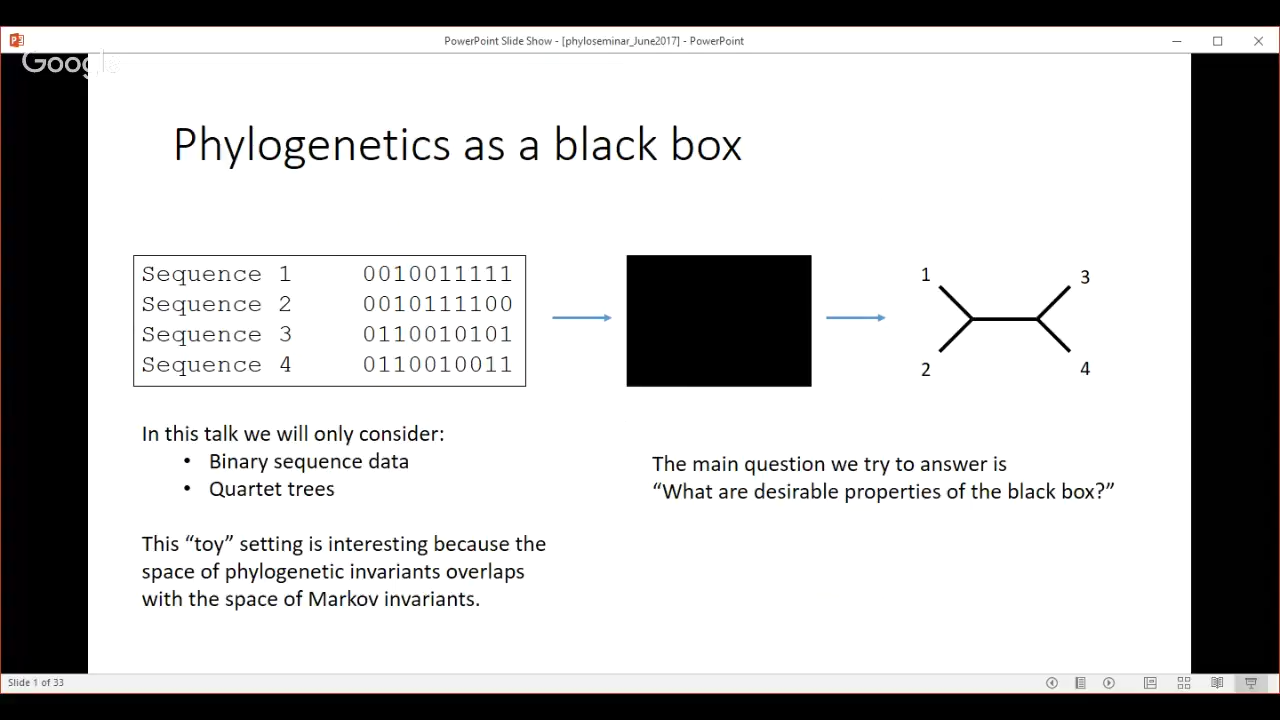 PowerPoint Slide Show - [phyloseminar_June2017] - PowerPoint
Google
Phylogenetics as a black box
Sequence 1 0010011111
Sequence 2 0010111100
Sequence 3 0110010101
Sequence 4 0110010011
1
3
2
4
In this talk we will only consider:
• Binary sequence data
• Quartet trees
The main question we try to answer is
“What are desirable properties of the black box?”
This “toy” setting is interesting because the
space of phylogenetic invariants overlaps
with the space of Markov invariants.
Slide 1 of 33